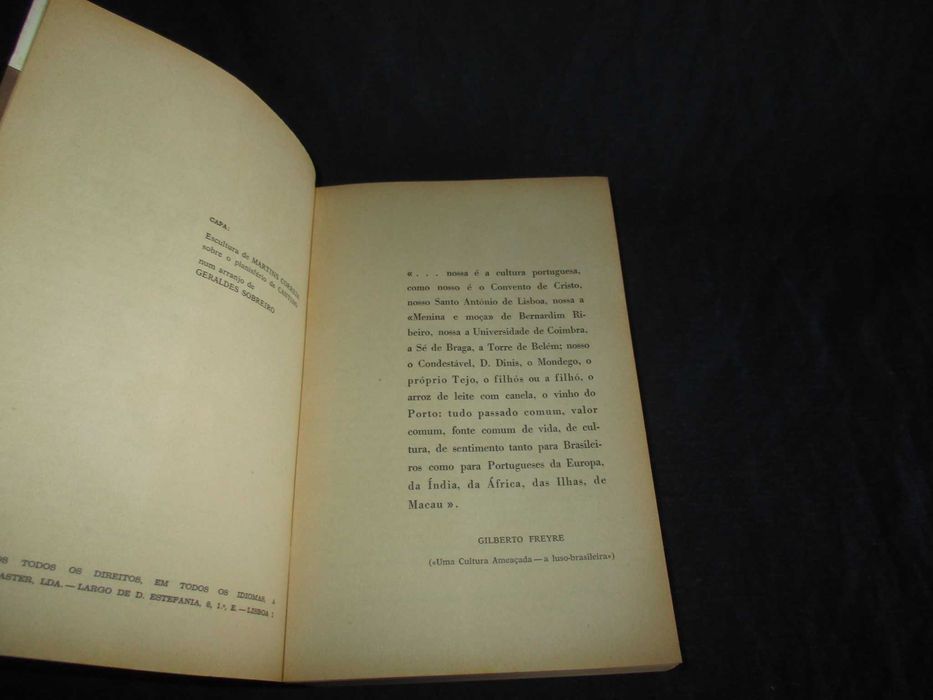 CAPA:
Escultura de MARTINS CORREIA
sobre o planisfério de CANTINO
num arranjo de
GERALDES SOBREIRO
OS TODOS OS DIREITOS, EM TODOS OS IDIOMAS, A
ASTER, LDA. — LARGO DE D. ESTEFANIA, 8, 1.º, E. — LISBOA 1
«. . . nossa é a cultura portuguesa,
como nosso é o Convento de Cristo,
nosso Santo António de Lisboa, nossa a
«Menina e moça» de Bernardim Ri-
beiro, nossa a Universidade de Coimbra,
a Sé de Braga, a Torre de Belém; nosso
o Condestável, D. Dinis, o Mondego, o
próprio Tejo, o filhós ou a filhó, o
arroz de leite com canela, o vinho do
Porto: tudo passado comum, valor
comum, fonte comum de vida, de cul-
tura, de sentimento tanto para Brasilei-
ros como para Portugueses da Europa,
da Índia, da África, das Ilhas, de
Macau ».
GILBERTO FREYRE
(«Uma Cultura Ameaçada — a luso-brasileira»)